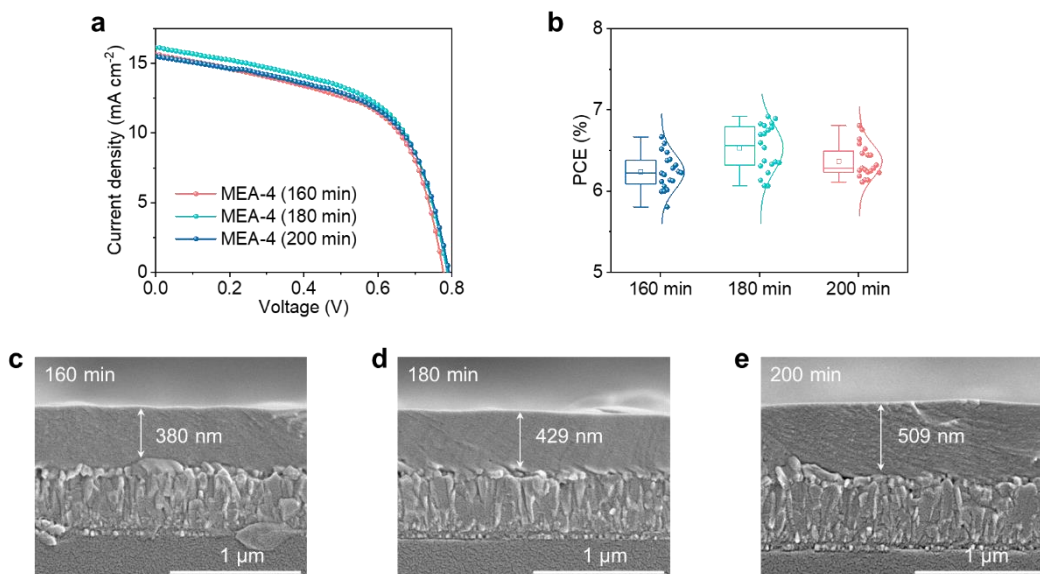 a
Current density (mA cm⁻²)
15
10
5
0
MEA-4 (160 min)
MEA-4 (180 min)
MEA-4 (200 min)
0.0
0.2
0.4
0.6
0.8
Voltage (V)
b
PCE (%)
8
7
6
5
160 min
180 min
200 min
c
160 min
380 nm
1 μm
d
180 min
429 nm
1 μm
e
200 min
509 nm
1 μm